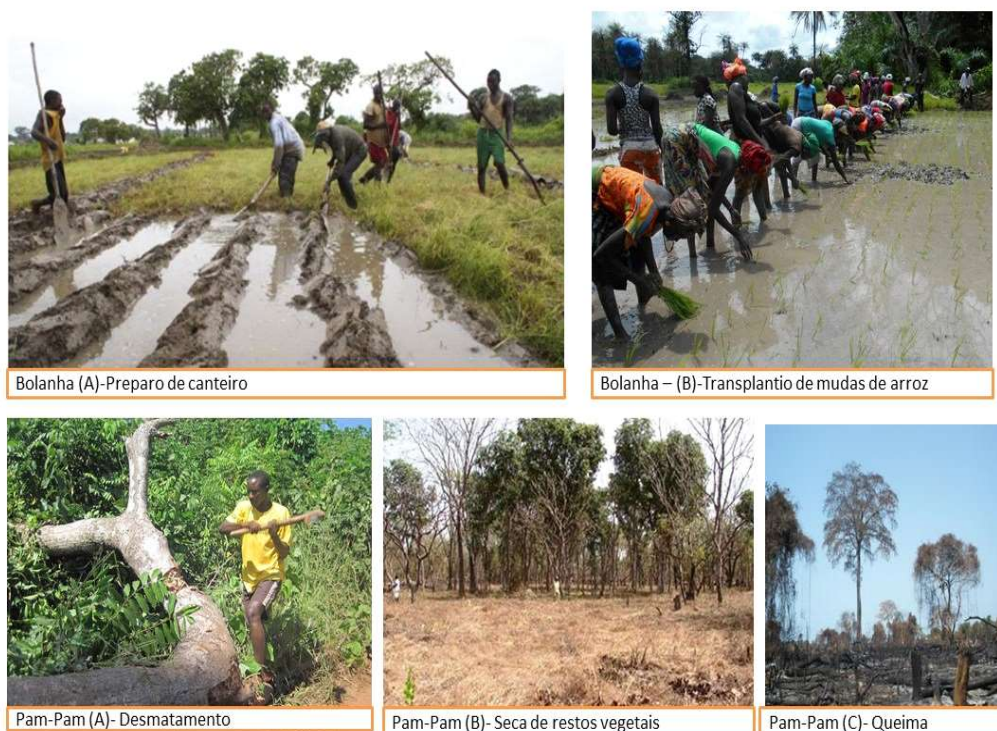 Bolanha (A)-Preparo de canteiro
Bolanha – (B)-Transplantio de mudas de arroz
Pam-Pam (A)- Desmatamento
Pam-Pam (B)- Seca de restos vegetais
Pam-Pam (C)- Queima